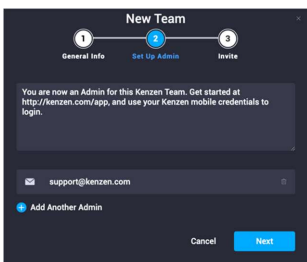 New Team
1 2 3
General Info Set Up Admin Invite
You are now an Admin for this Kenzen Team. Get started at
http://kenzen.com/app, and use your Kenzen mobile credentials to
login.
support@kenzen.com
Add Another Admin
Cancel Next